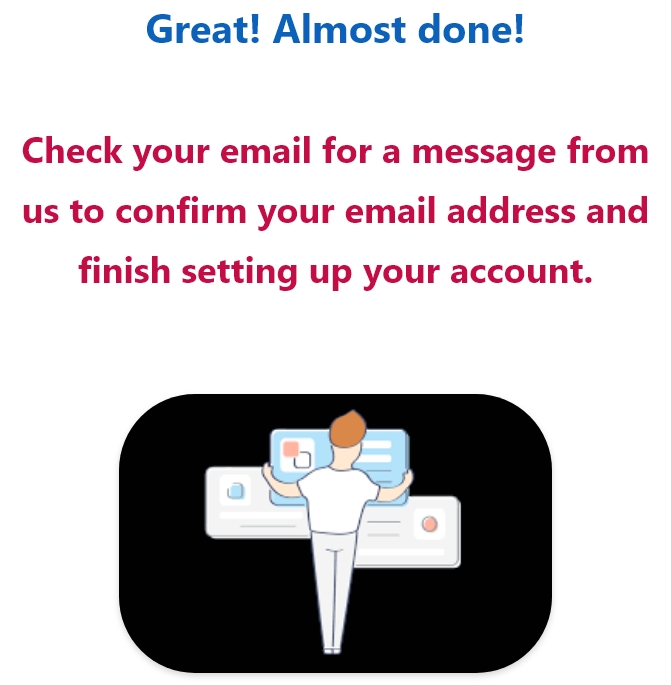 Great! Almost done!
Check your email for a message from
us to confirm your email address and
finish setting up your account.